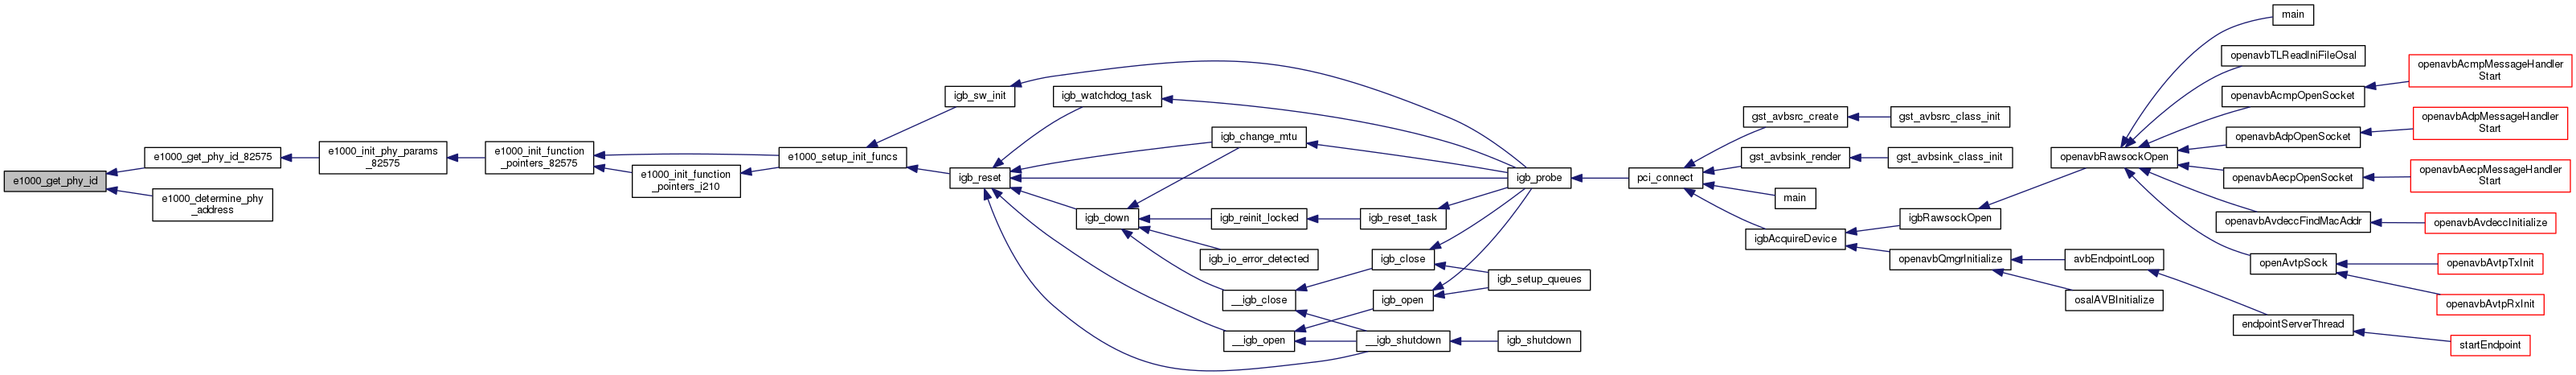 e1000_get_phy_id
e1000_get_phy_id_82575
e1000_determine_phy
_address
e1000_init_phy_params
_82575
e1000_init_function
_pointers_82575
e1000_init_function
_pointers_i210
e1000_setup_init_funcs
igb_sw_init
igb_reset
igb_watchdog_task
igb_change_mtu
igb_down
igb_reinit_locked
igb_reset_task
igb_io_error_detected
__igb_close
igb_close
__igb_open
igb_open
__igb_shutdown
igb_shutdown
igb_setup_queues
igb_probe
pci_connect
gst_avbsrc_create
gst_avbsrc_class_init
gst_avbsink_render
gst_avbsink_class_init
main
igbAcquireDevice
igbRawsockOpen
openavbQmgrInitialize
avbEndpointLoop
osalAVBInitialize
endpointServerThread
startEndpoint
openavbRawsockOpen
main
openavbTLReadIniFileOsal
openavbAcmpOpenSocket
openavbAcmpMessageHandler
Start
openavbAdpOpenSocket
openavbAdpMessageHandler
Start
openavbAecpOpenSocket
openavbAecpMessageHandler
Start
openavbAvdeccFindMacAddr
openavbAvdeccInitialize
openAvtpSock
openavbAvtpTxInit
openavbAvtpRxInit